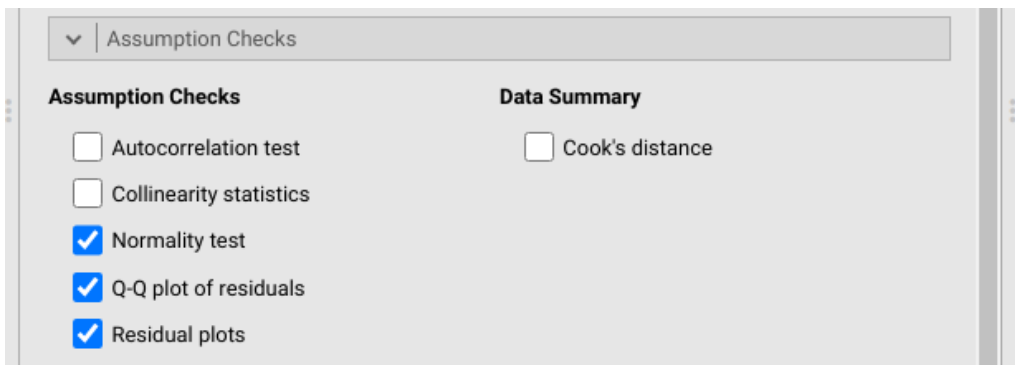 Assumption Checks
Assumption Checks
Data Summary
Autocorrelation test
Cook's distance
Collinearity statistics
Normality test
Q-Q plot of residuals
Residual plots